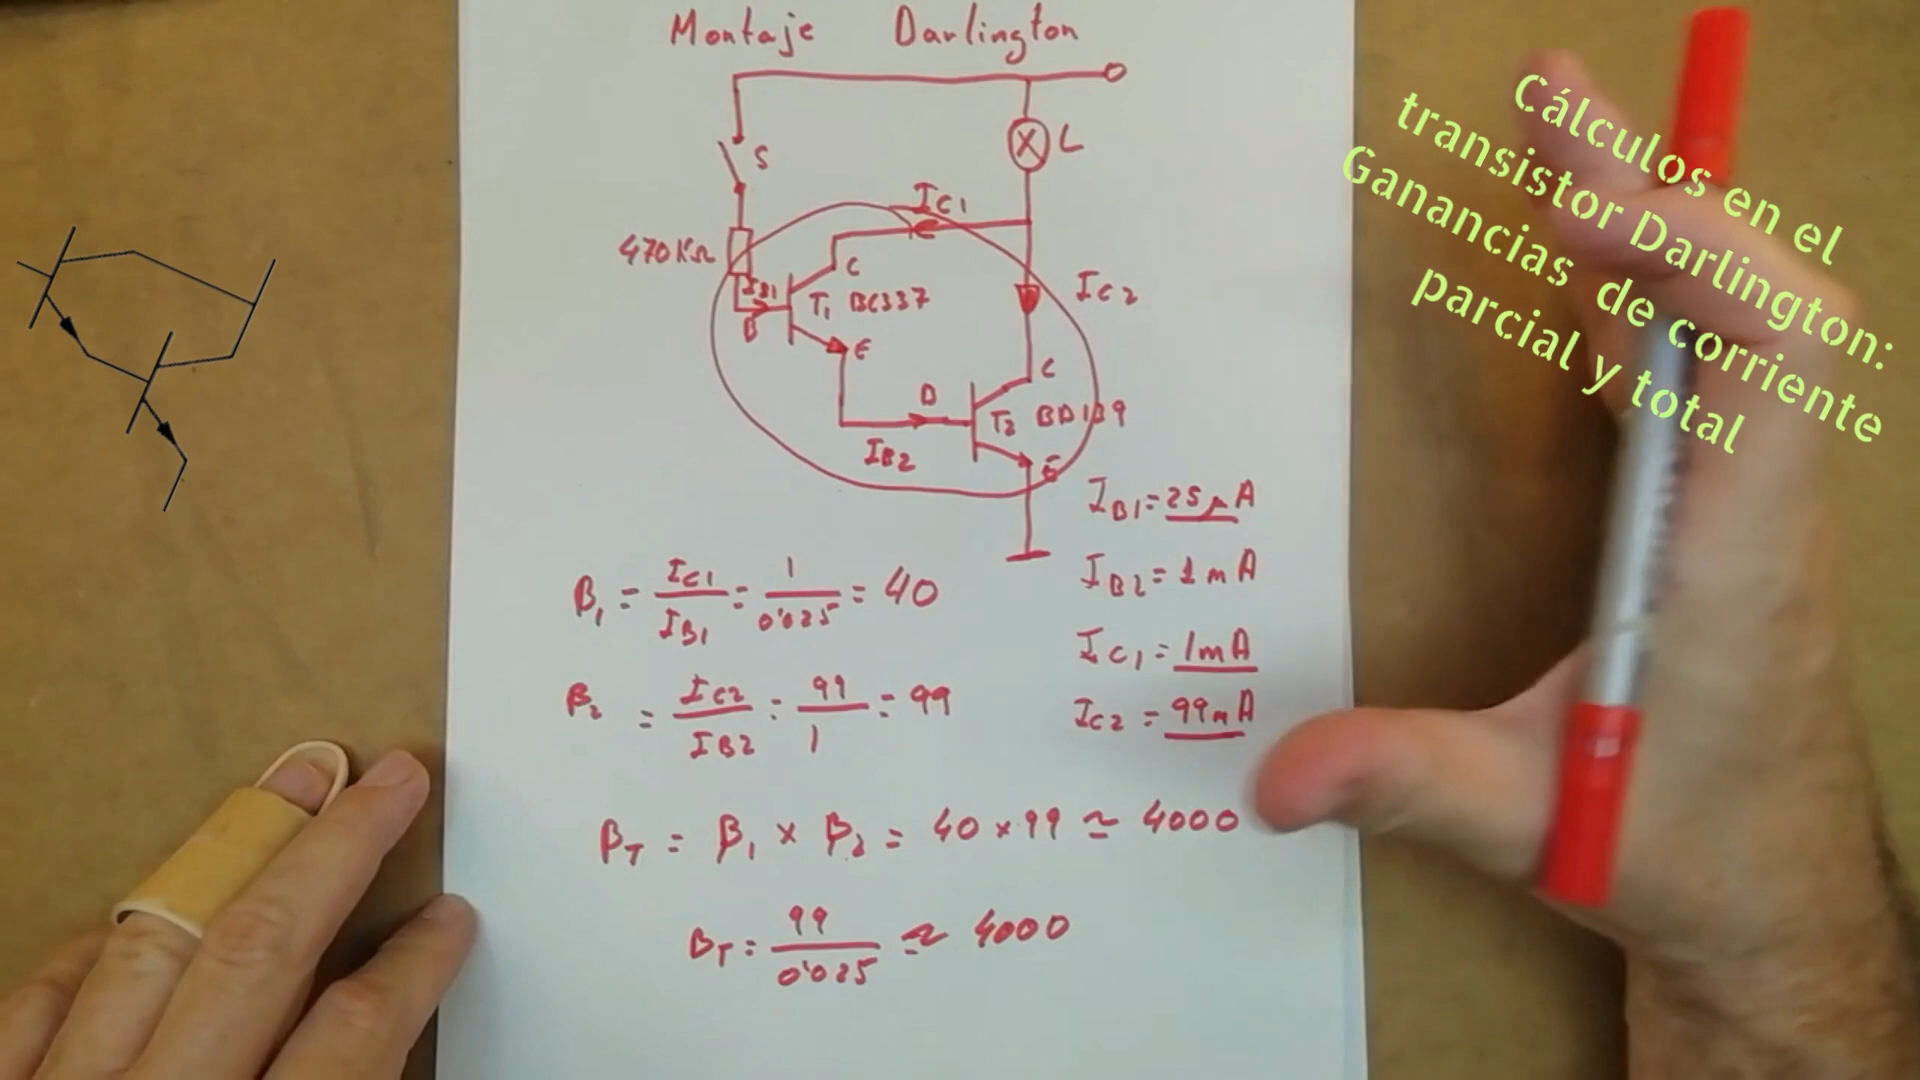 Montaje Darlington
Cálculos en el
transistor Darlington:
Ganancias de corriente
parcial y total
S
L
IC1
470KΩ
IB1
C
T1 BC337
IC2
B
E
C
B
T2 BD139
IB2
E
IB1=25μA
IB2=1mA
IC1=1mA
IC2=99mA
β1 = IC1/IB1 = 1/0'025 = 40
β2 = IC2/IB2 = 99/1 = 99
βT = β1 × β2 = 40×99 ≃ 4000
βT = 99/0'025 ≃ 4000